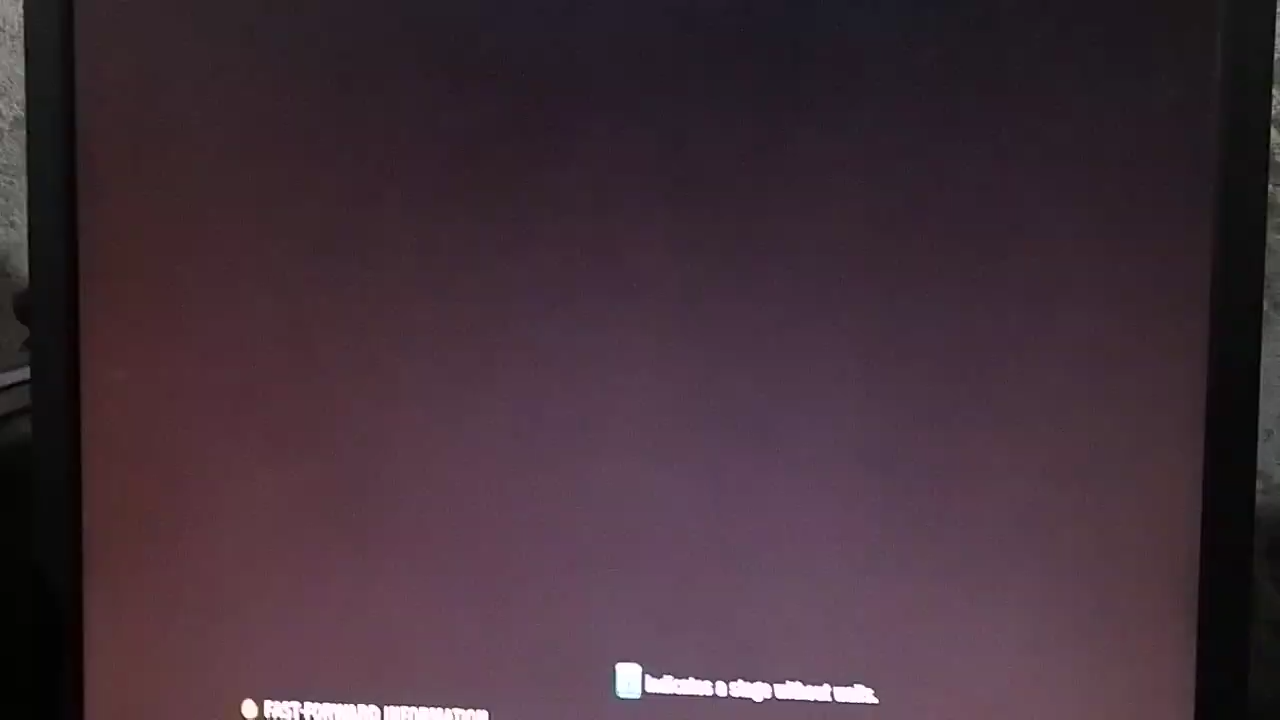 indicates a stage without walls.
FAST-FORWARD INFORMATION